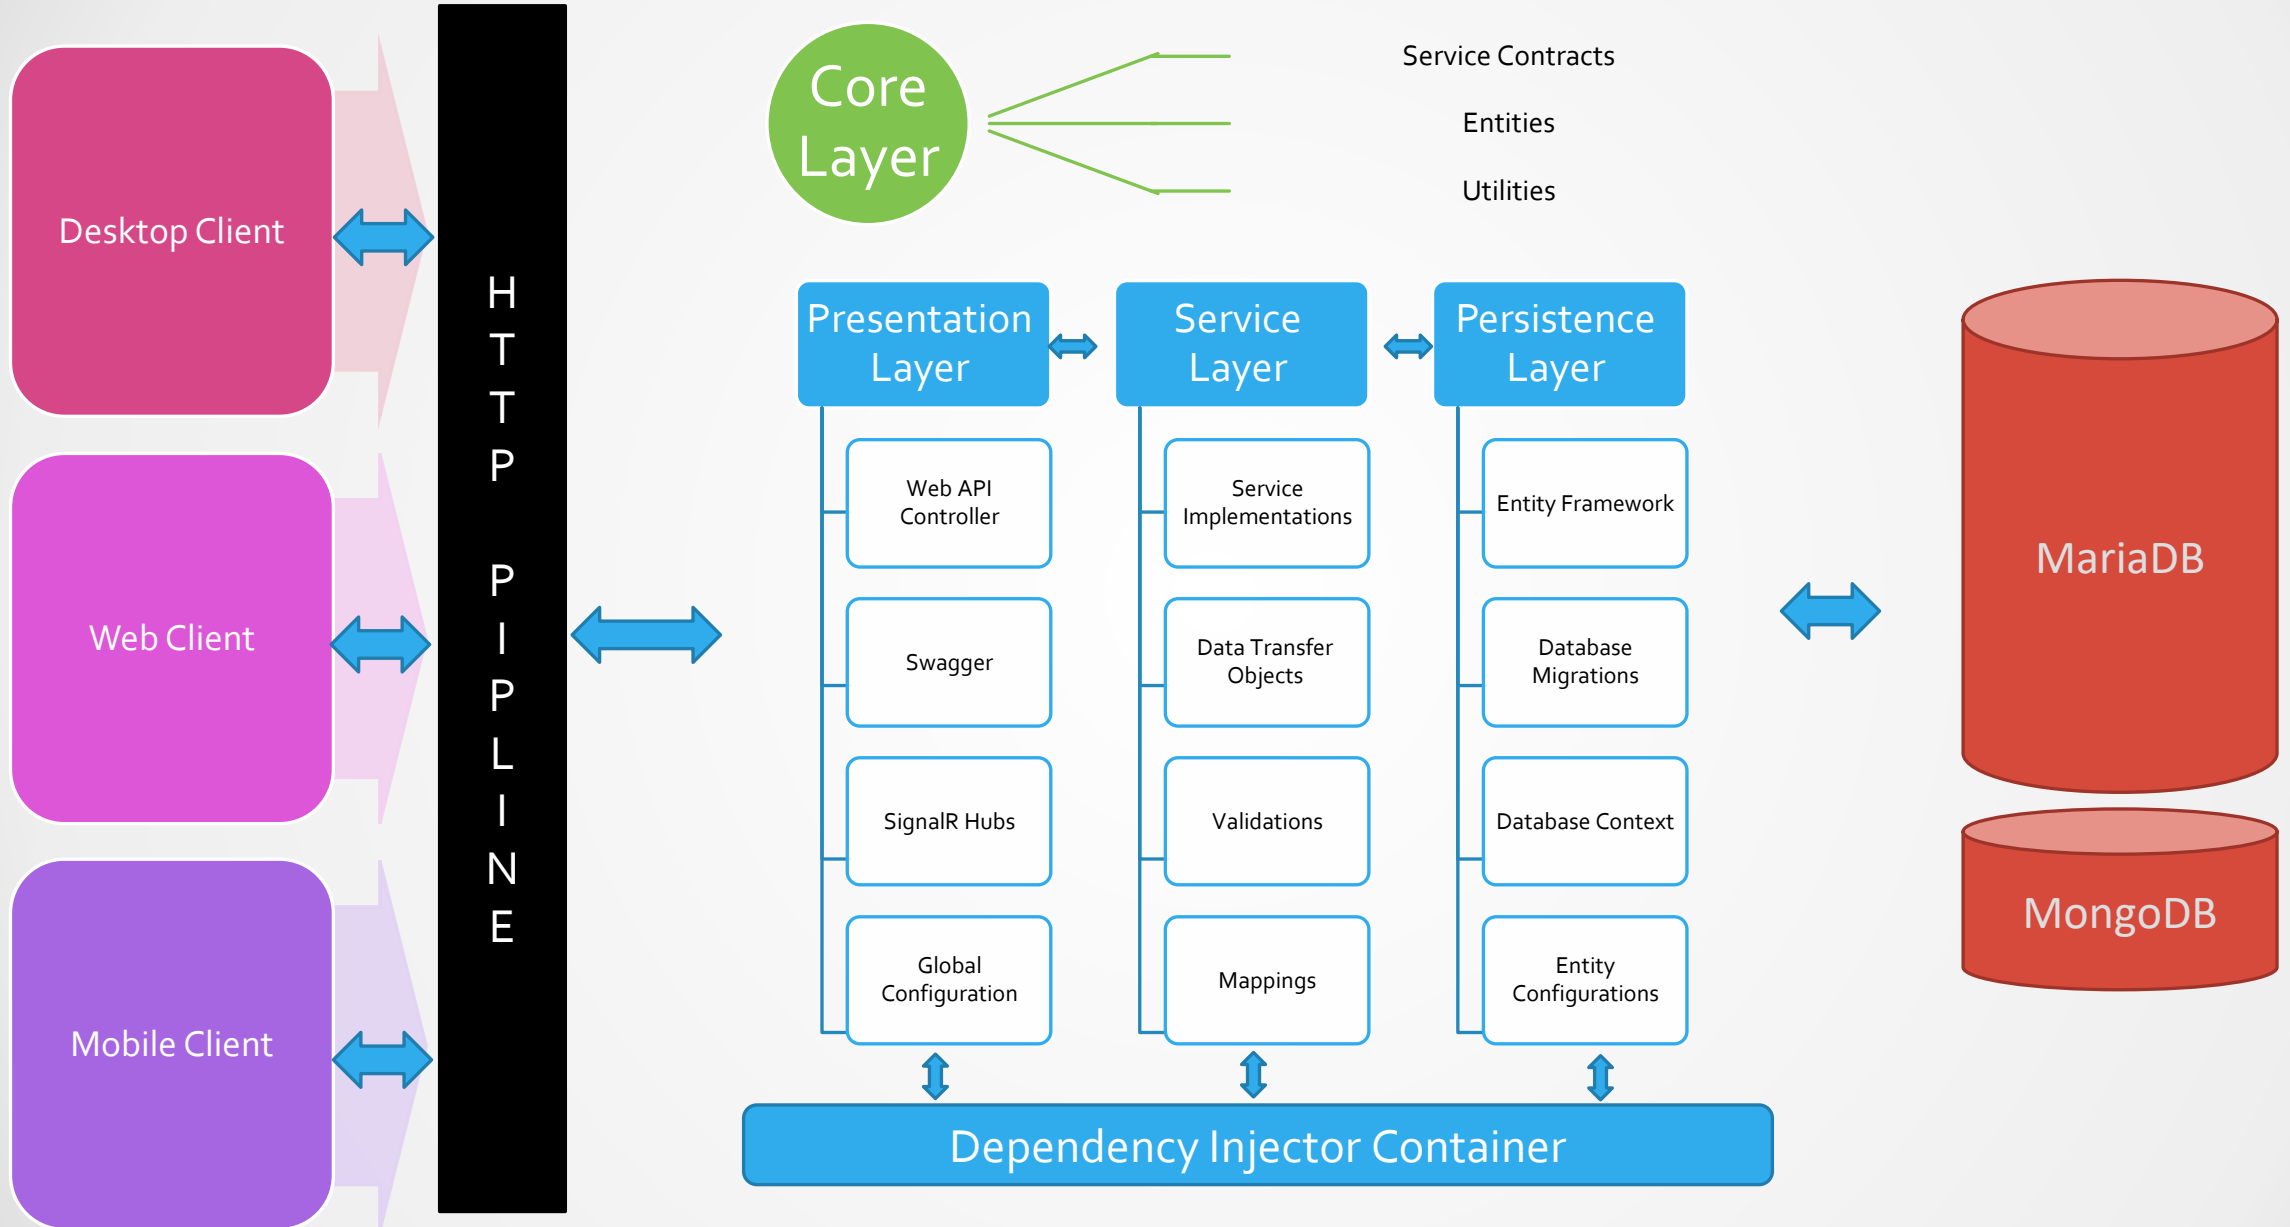 Desktop Client
Web Client
Mobile Client
HTTP PIPLINE
Core
Layer
Service Contracts
Entities
Utilities
Presentation
Layer
Web API
Controller
Swagger
SignalR Hubs
Global
Configuration
Service
Layer
Service
Implementations
Data Transfer
Objects
Validations
Mappings
Persistence
Layer
Entity Framework
Database
Migrations
Database Context
Entity
Configurations
Dependency Injector Container
MariaDB
MongoDB